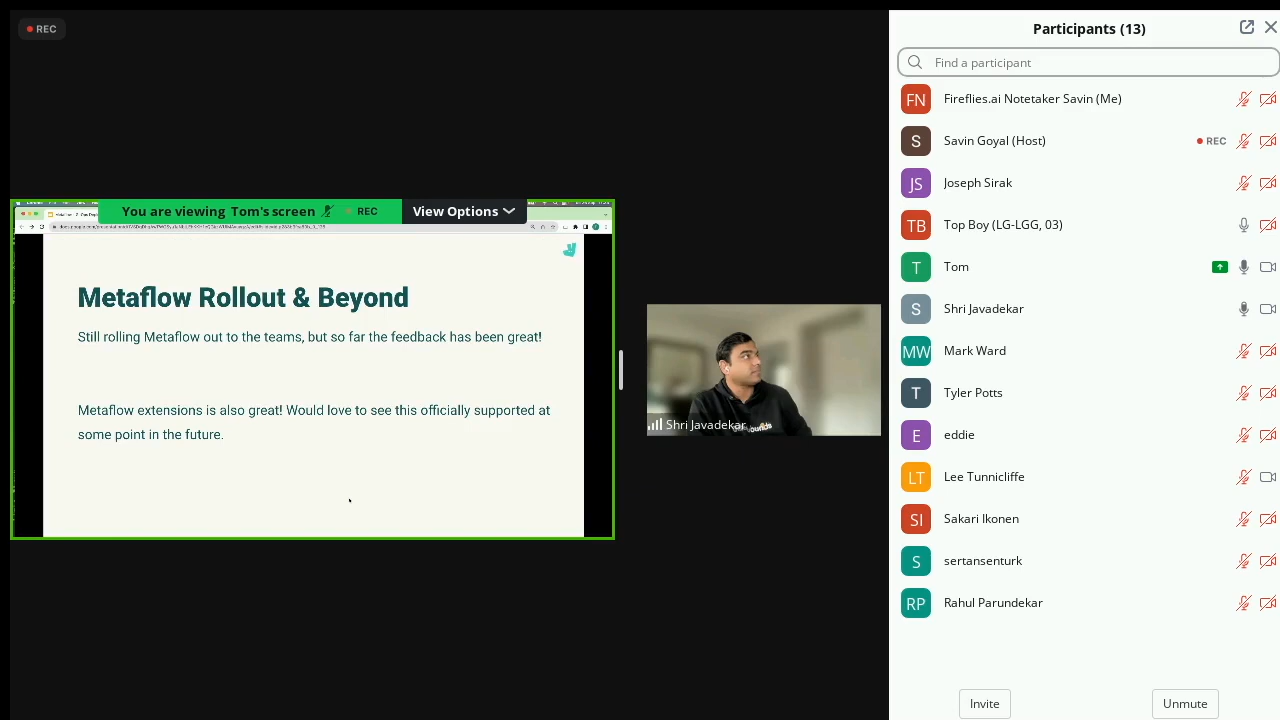 REC
You are viewing Tom's screen
REC
View Options
Metaflow Rollout & Beyond
Still rolling Metaflow out to the teams, but so far the feedback has been great!
Metaflow extensions is also great! Would love to see this officially supported at
some point in the future.
Shri Javadekar
Participants (13)
Find a participant
FN Fireflies.ai Notetaker Savin (Me)
S Savin Goyal (Host) REC
JS Joseph Sirak
TB Top Boy (LG-LGG, 03)
T Tom
S Shri Javadekar
MW Mark Ward
T Tyler Potts
E eddie
LT Lee Tunnicliffe
SI Sakari Ikonen
S sertansenturk
RP Rahul Parundekar
Invite
Unmute